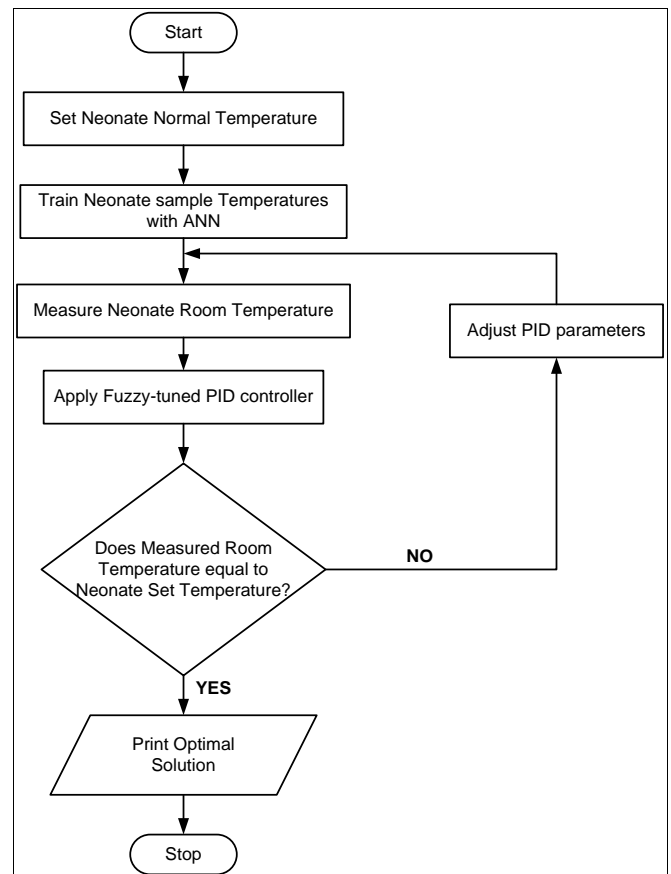 Start
Set Neonate Normal Temperature
Train Neonate sample Temperatures
with ANN
Measure Neonate Room Temperature
Adjust PID parameters
Apply Fuzzy-tuned PID controller
Does Measured Room
Temperature equal to
Neonate Set Temperature?
NO
YES
Print Optimal
Solution
Stop